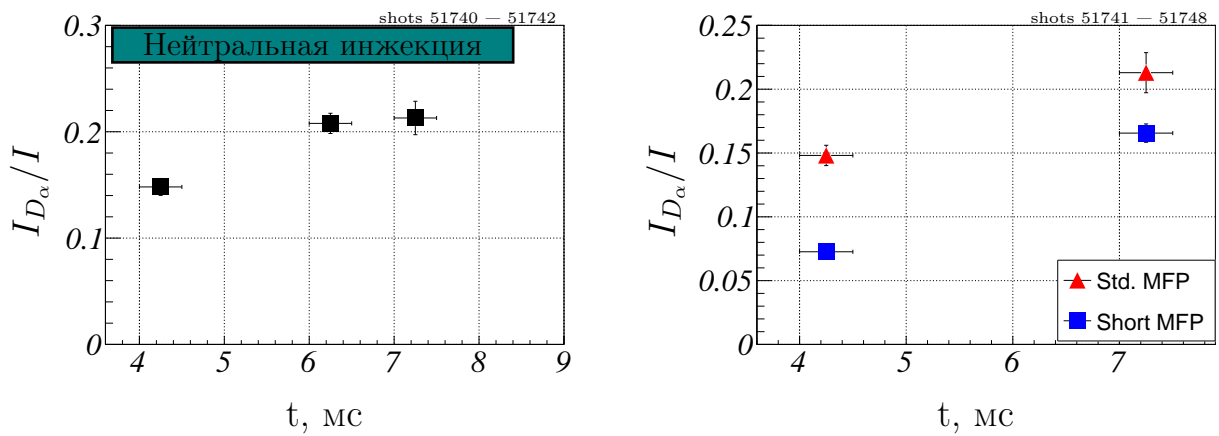 shots 51740 — 51742
Нейтральная инжекция
0.3
0.2
0.1
0
I_{D_α}/I
4 5 6 7 8 9
t, мс
shots 51741 — 51748
0.25
0.2
0.15
0.1
0.05
0
I_{D_α}/I
Std. MFP
Short MFP
4 5 6 7
t, мс